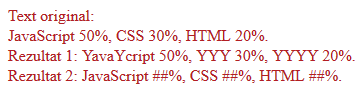 Text original:
JavaScript 50%, CSS 30%, HTML 20%.
Rezultat 1: YavaYcript 50%, YYY 30%, YYYY 20%.
Rezultat 2: JavaScript ##%, CSS ##%, HTML ##%.